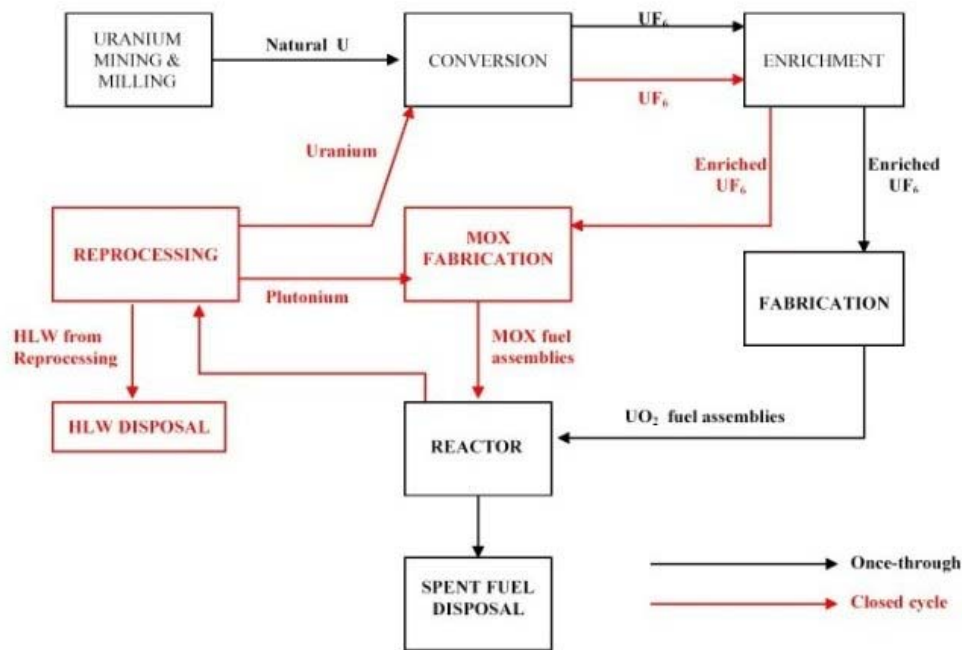 UF₆
URANIUM
MINING &
MILLING
Natural U
CONVERSION
ENRICHMENT
UF₆
Uranium
Enriched
UF₆
Enriched
UF₆
REPROCESSING
MOX
FABRICATION
Plutonium
FABRICATION
HLW from
Reprocessing
MOX fuel
assemblies
HLW DISPOSAL
UO₂ fuel assemblies
REACTOR
SPENT FUEL
DISPOSAL
Once-through
Closed cycle